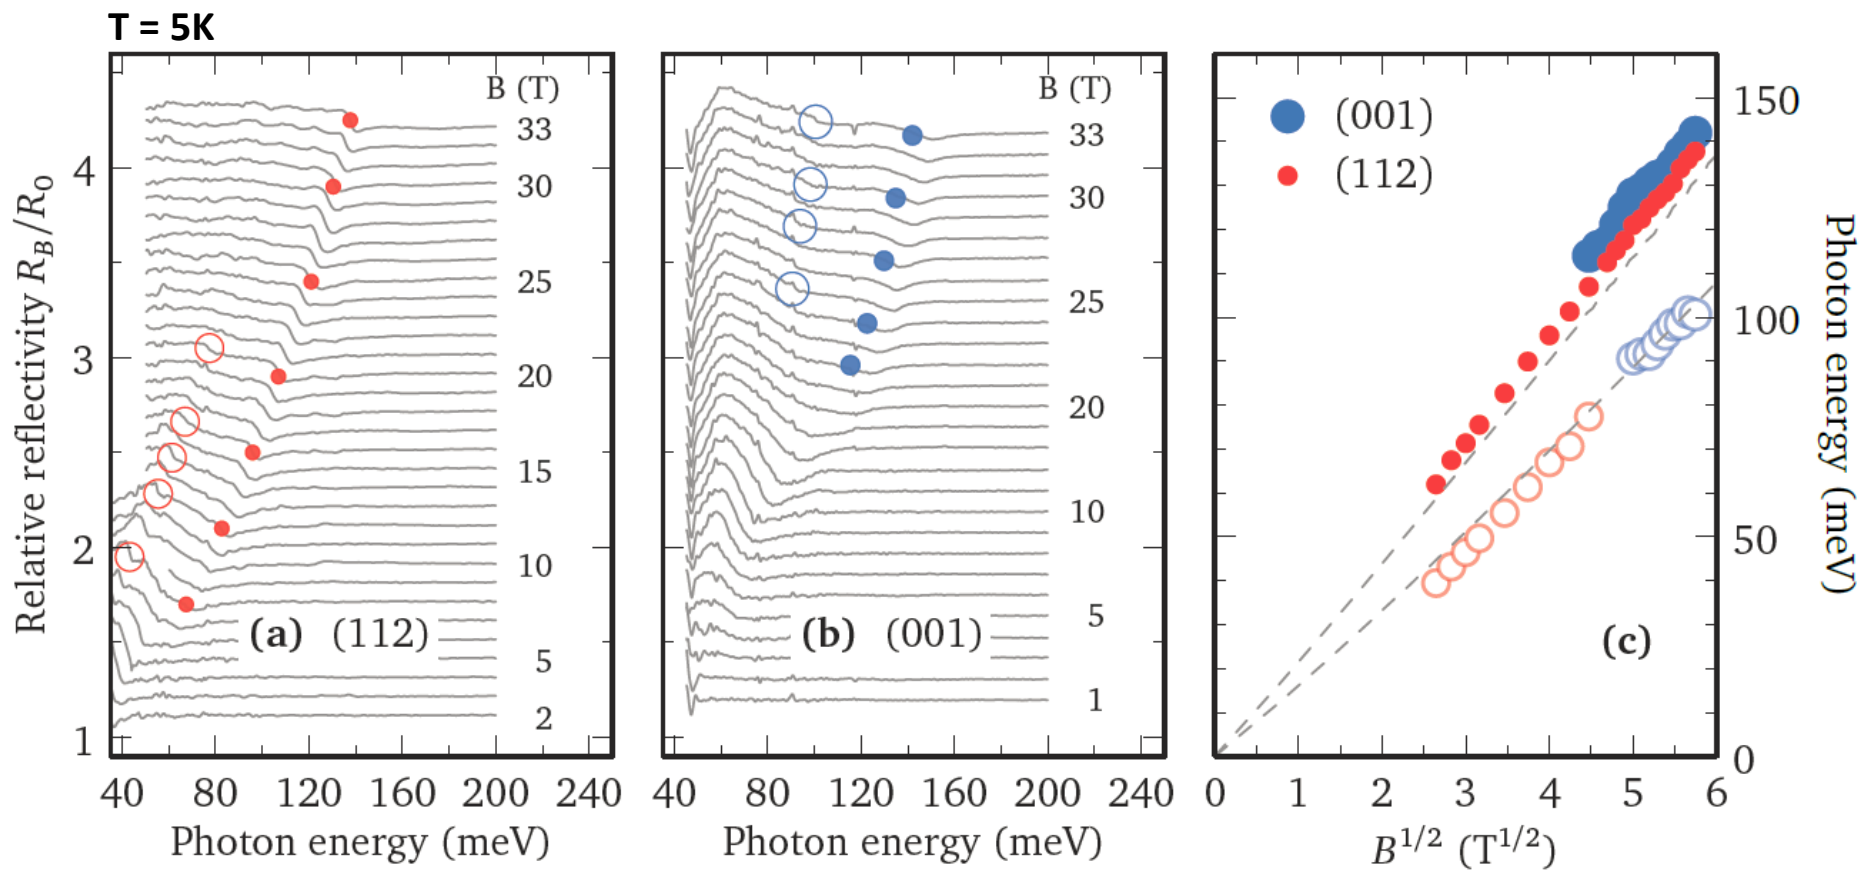 T = 5K
Relative reflectivity R_B/R_0
4
3
2
1
B (T)
33
30
25
20
15
10
5
2
(a) (112)
40 80 120 160 200 240
Photon energy (meV)
B (T)
33
30
25
20
10
5
1
(b) (001)
40 80 120 160 200 240
Photon energy (meV)
(001)
(112)
(c)
150
100
50
0
Photon energy (meV)
0 1 2 3 4 5 6
B^{1/2} (T^{1/2})